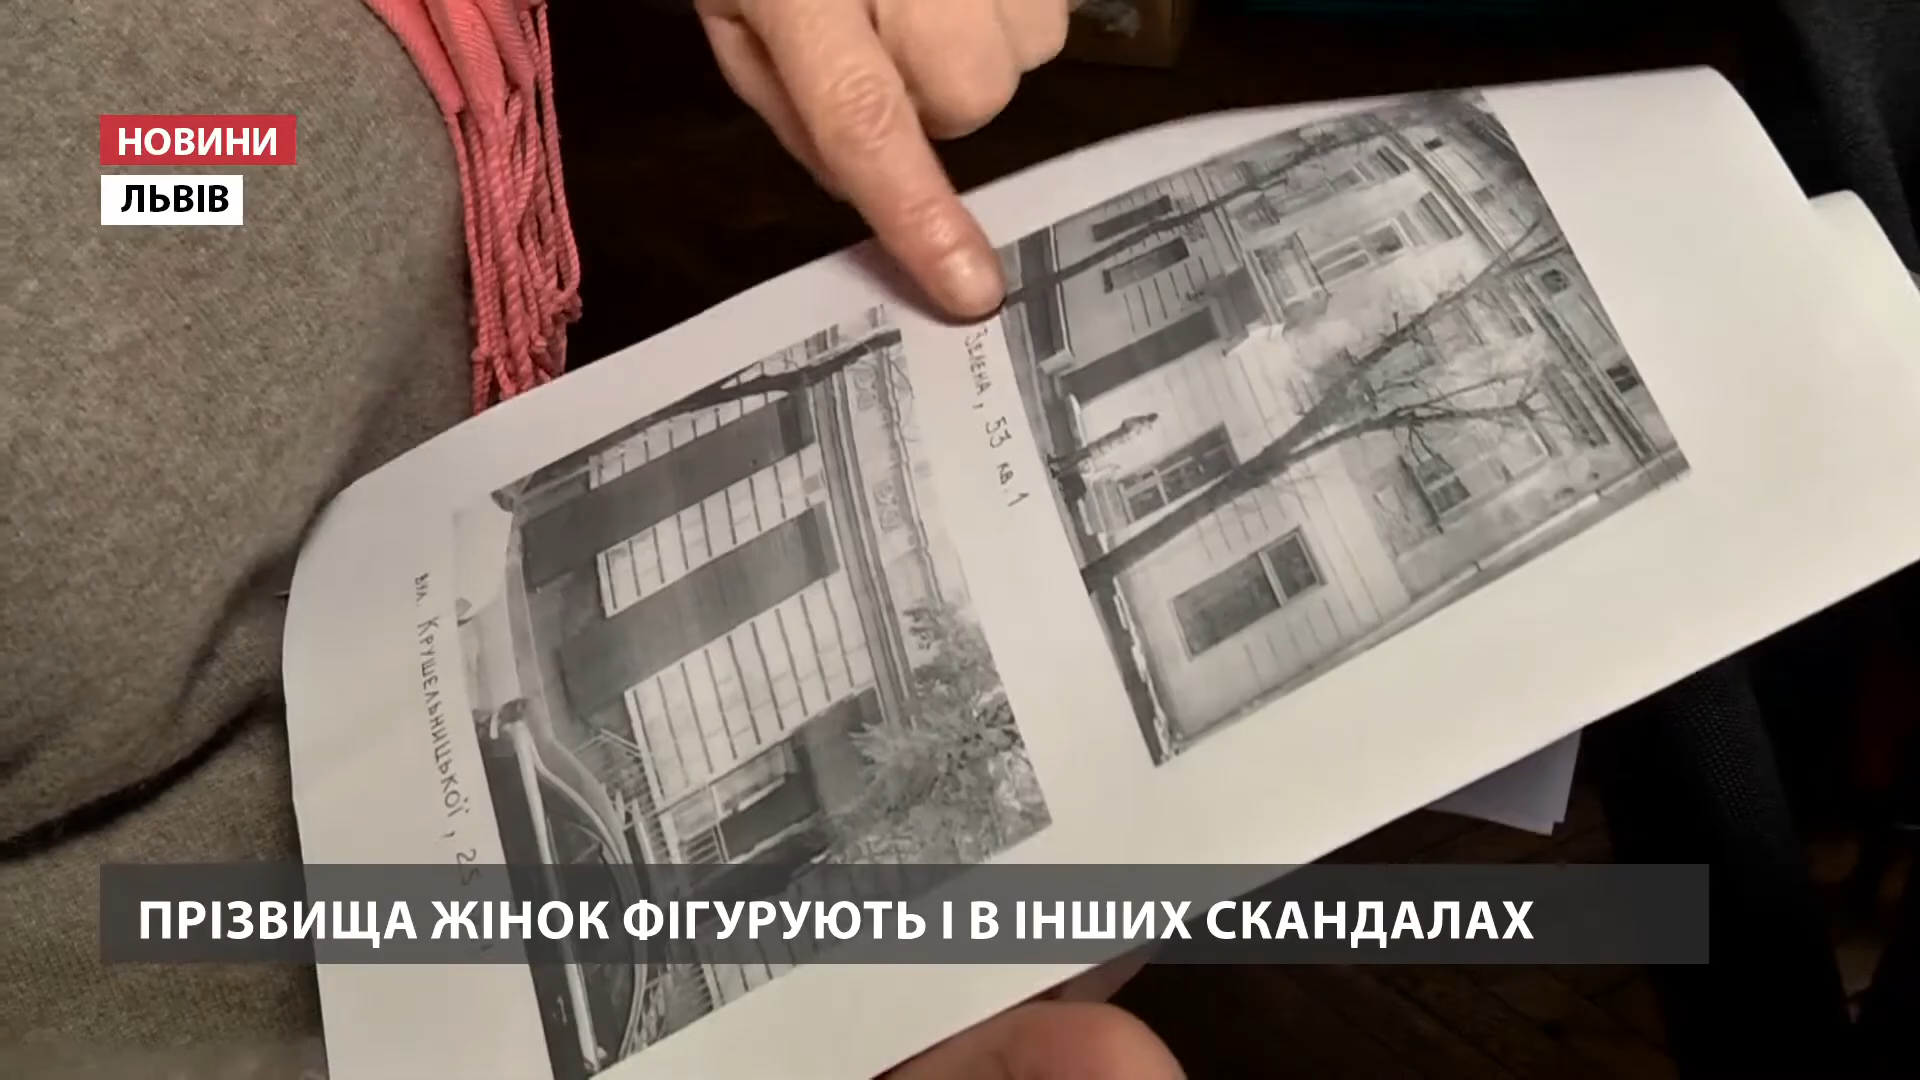 НОВИНИ
ЛЬВІВ
Зелена, 53 кв.1
вул. Крушельницької, 25
ПРІЗВИЩА ЖІНОК ФІГУРУЮТЬ І В ІНШИХ СКАНДАЛАХ